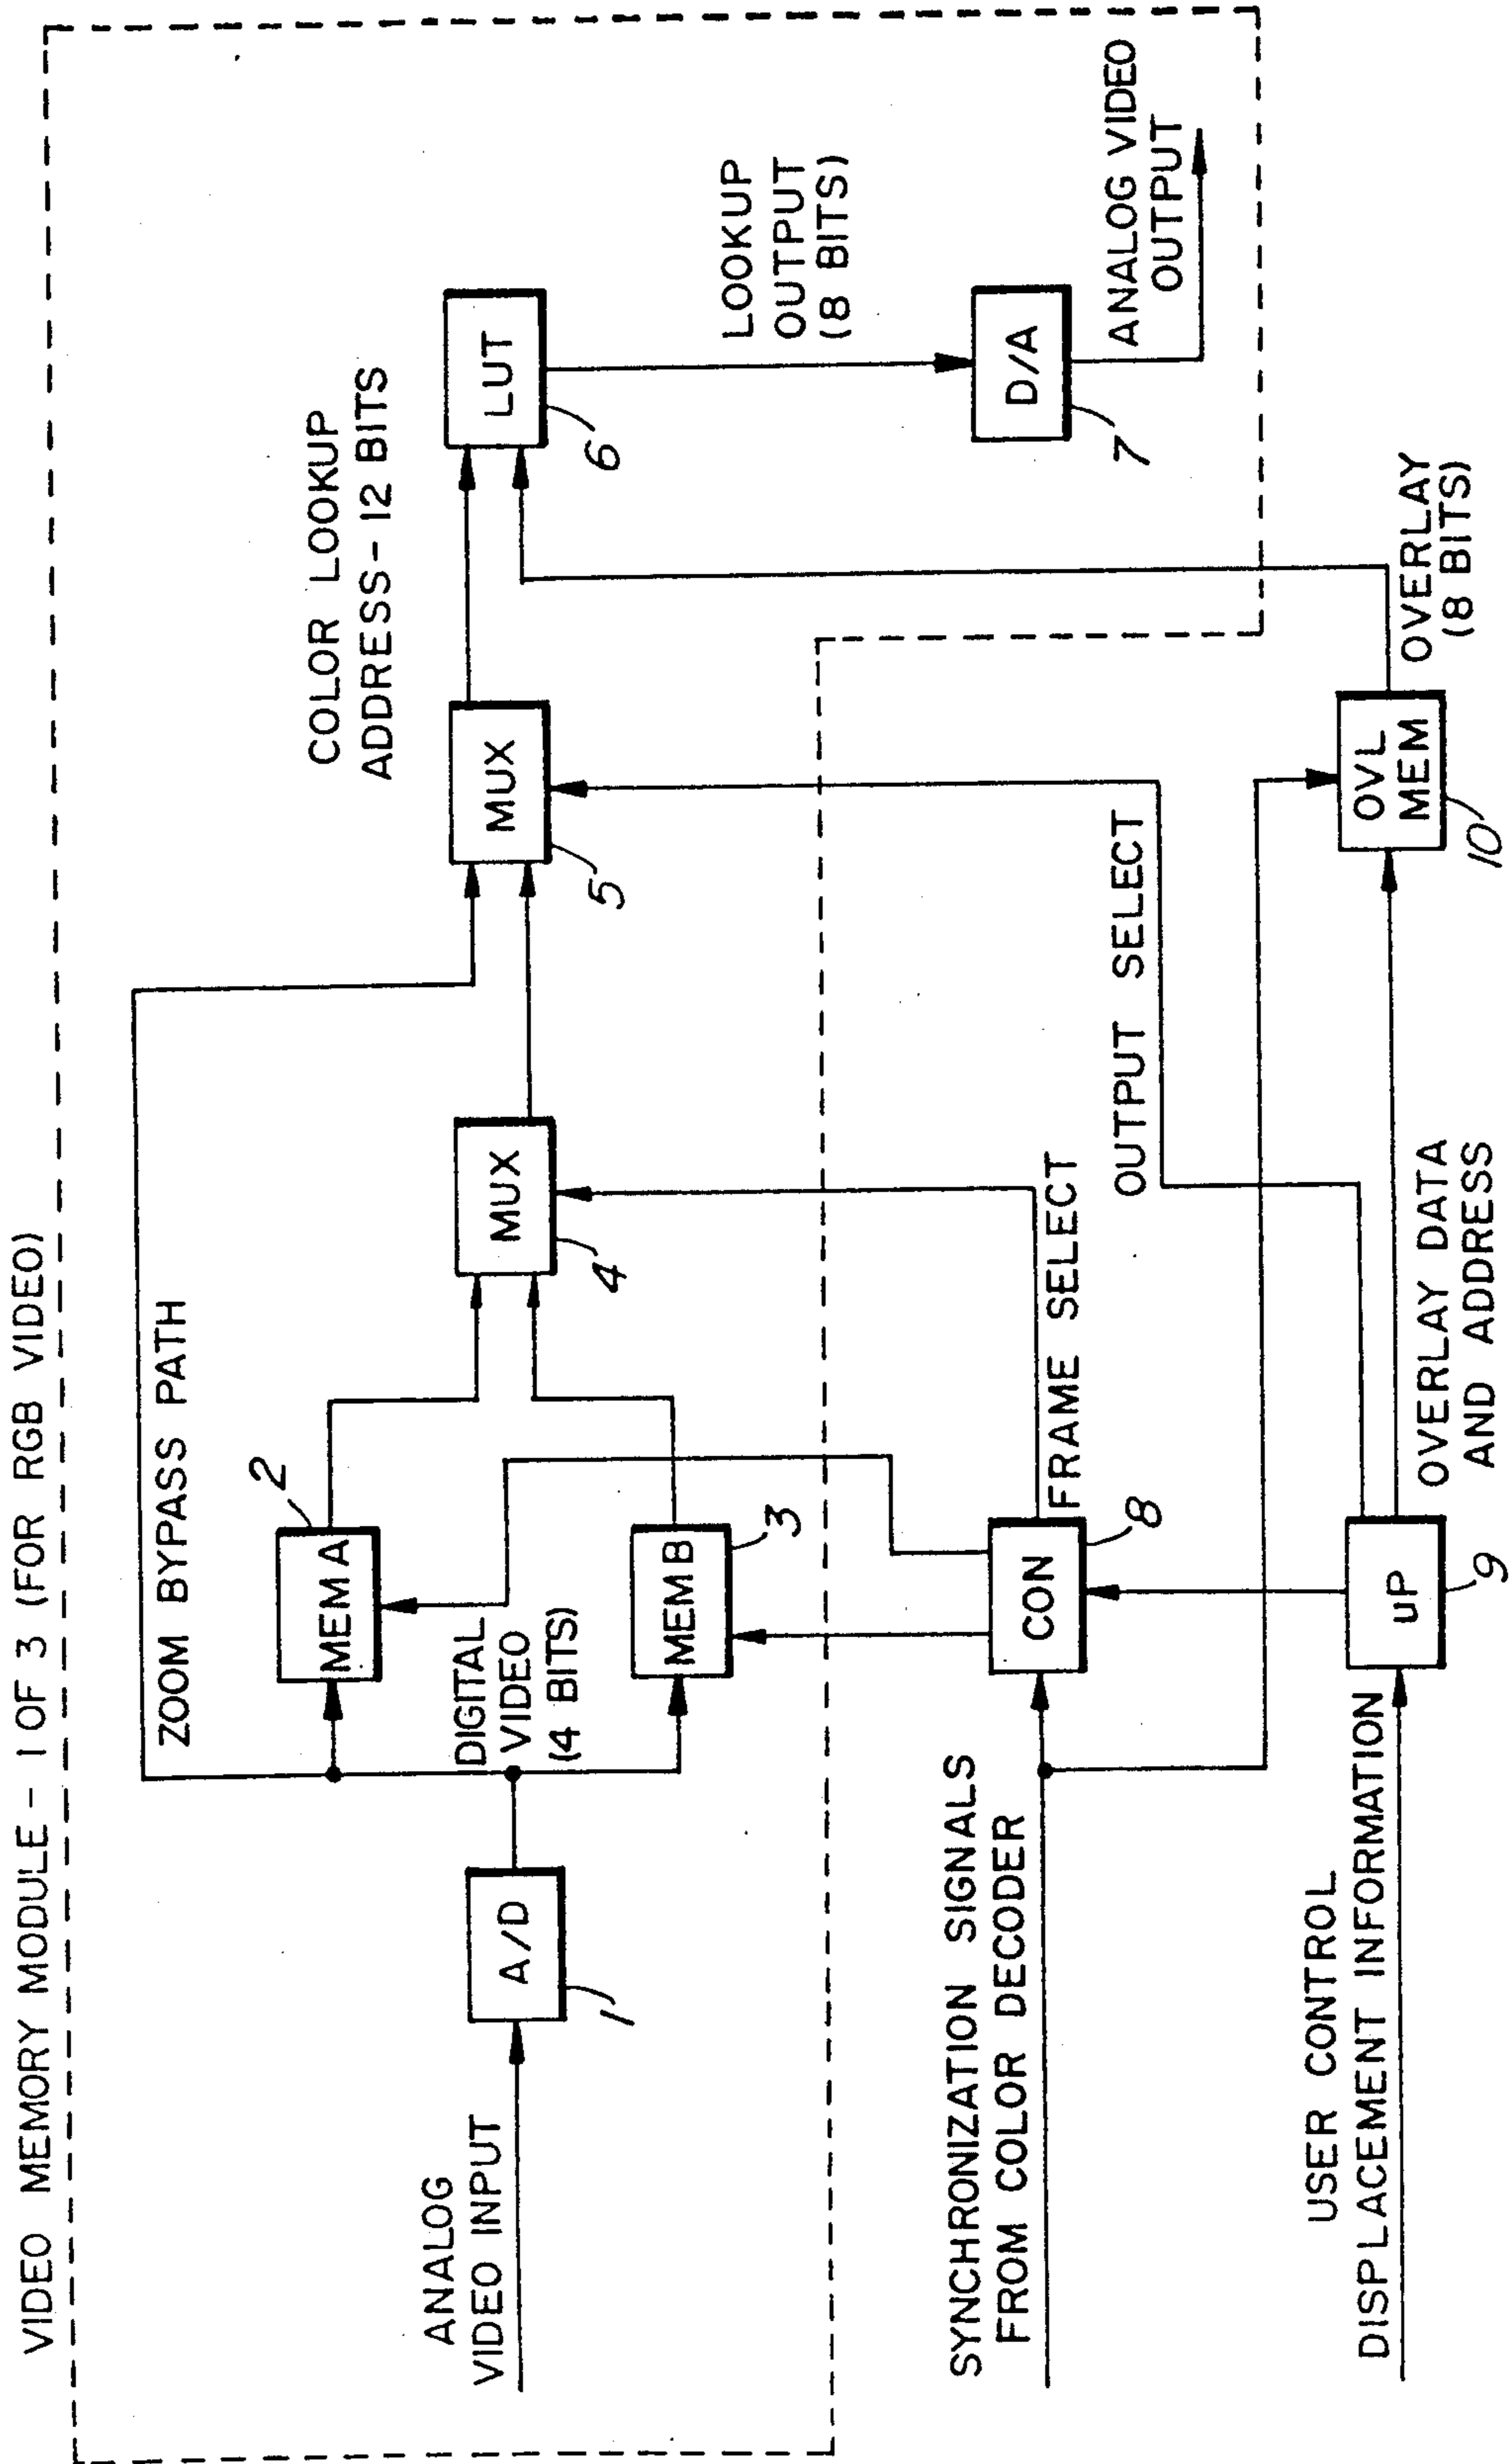 VIDEO MEMORY MODULE - 1 OF 3 (FOR RGB VIDEO)
ZOOM BYPASS PATH
COLOR LOOKUP
ADDRESS-12 BITS
2
MEM A
ANALOG
VIDEO INPUT
A/D
1
DIGITAL
VIDEO
(4 BITS)
MUX
4
MUX
5
LUT
6
MEM B
3
LOOKUP
OUTPUT
(8 BITS)
D/A
7
ANALOG VIDEO
OUTPUT
SYNCHRONIZATION SIGNALS
FROM COLOR DECODER
CON
8
FRAME SELECT
OUTPUT SELECT
USER CONTROL
DISPLACEMENT INFORMATION
uP
9
OVERLAY DATA
AND ADDRESS
OVL
MEM
10
OVERLAY
(8 BITS)